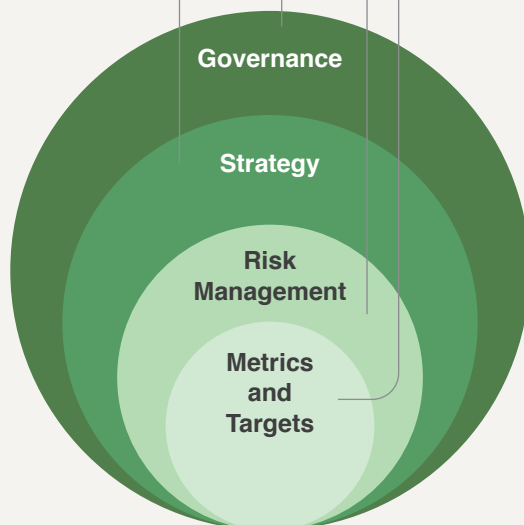 Governance
Strategy
Risk
Management
Metrics
and
Targets